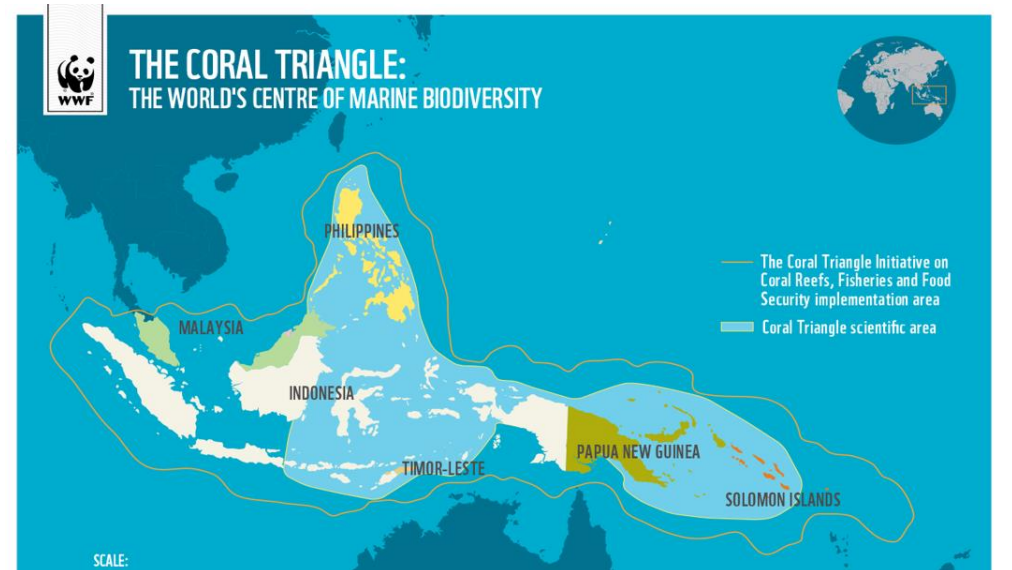 WWF
THE CORAL TRIANGLE:
THE WORLD'S CENTRE OF MARINE BIODIVERSITY
PHILIPPINES
The Coral Triangle Initiative on
Coral Reefs, Fisheries and Food
Security implementation area
Coral Triangle scientific area
MALAYSIA
INDONESIA
PAPUA NEW GUINEA
TIMOR-LESTE
SOLOMON ISLANDS
SCALE: